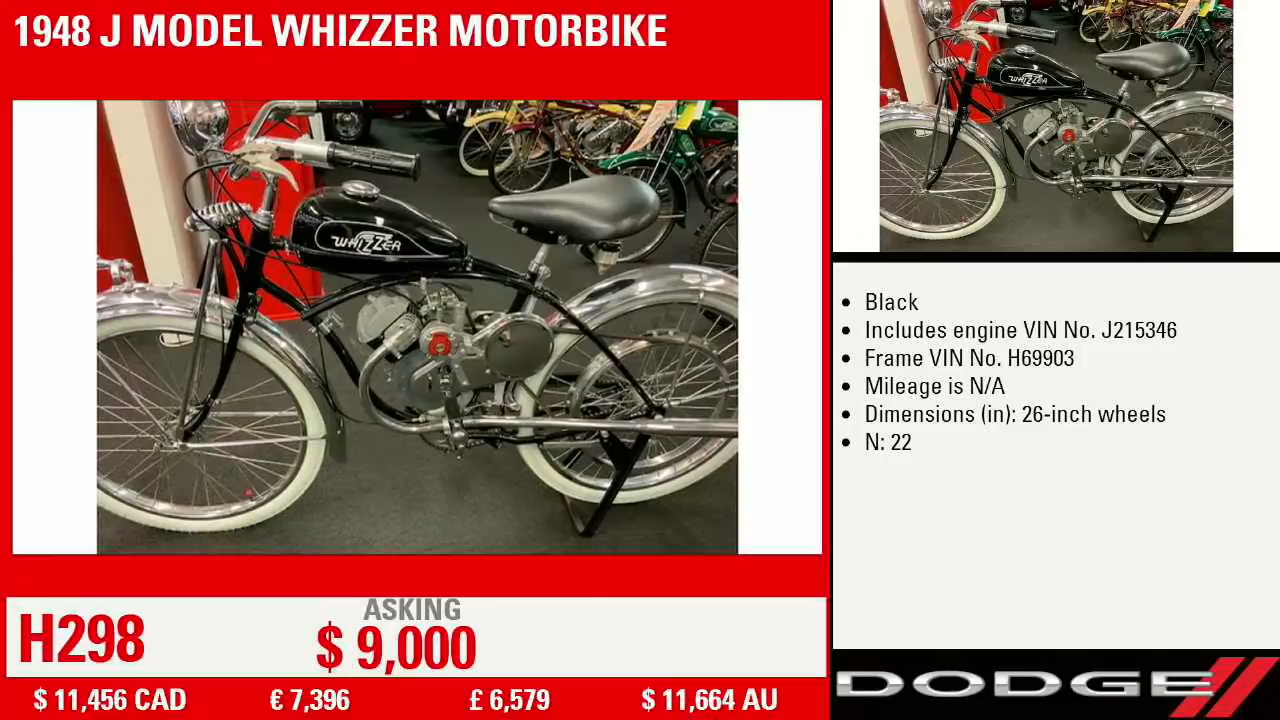 1948 J MODEL WHIZZER MOTORBIKE
WHIZZER
WHIZZER
• Black
• Includes engine VIN No. J215346
• Frame VIN No. H69903
• Mileage is N/A
• Dimensions (in): 26-inch wheels
• N: 22
ASKING
H298 $ 9,000
$ 11,456 CAD € 7,396 £ 6,579 $ 11,664 AU
DODGE